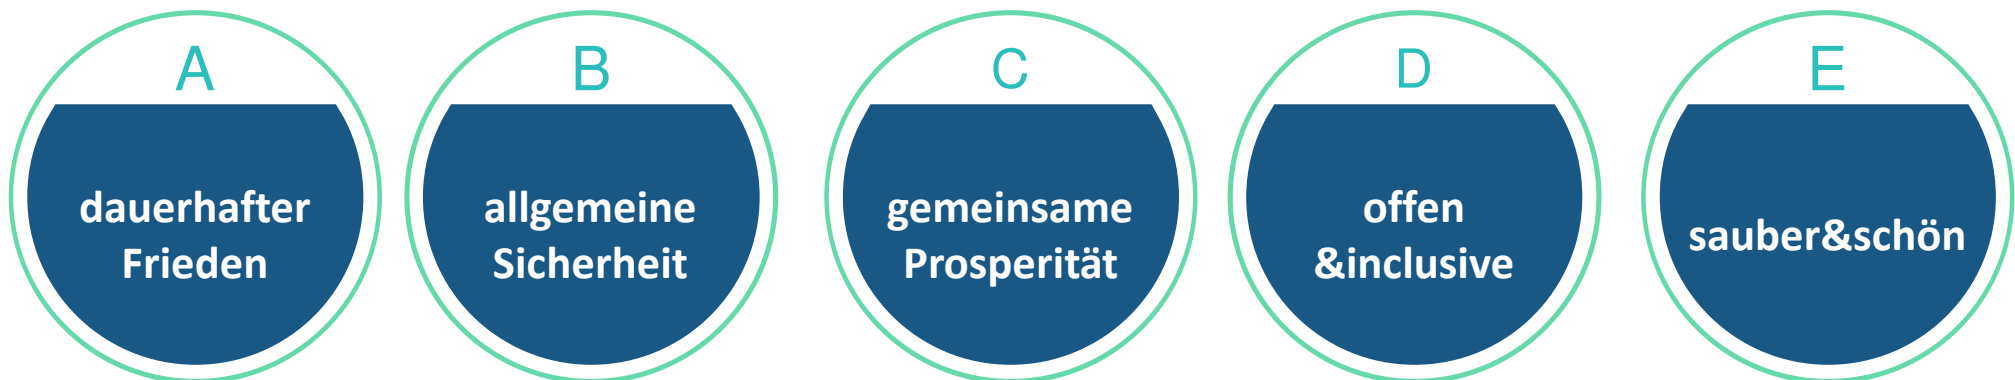 A
dauerhafter
Frieden
B
allgemeine
Sicherheit
C
gemeinsame
Prosperität
D
offen
&inclusive
E
sauber&schön